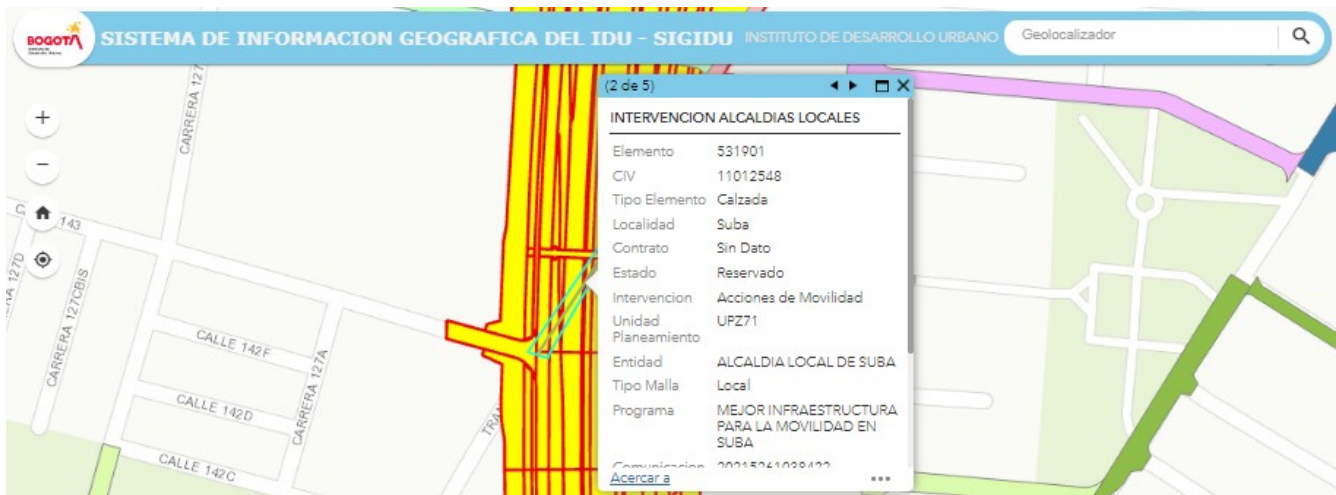 BOGOTÁ SISTEMA DE INFORMACION GEOGRAFICA DEL IDU - SIGIDU INSTITUTO DE DESARROLLO URBANO Geolocalizador
(2 de 5)
INTERVENCION ALCALDIAS LOCALES
Elemento 531901
CIV 11012548
Tipo Elemento Calzada
Localidad Suba
Contrato Sin Dato
Estado Reservado
Intervencion Acciones de Movilidad
Unidad Planeamiento UPZ71
Entidad ALCALDIA LOCAL DE SUBA
Tipo Malla Local
Programa MEJOR INFRAESTRUCTURA
PARA LA MOVILIDAD EN
SUBA
Comunicacion 20215261038422
Acercar a
CARRERA 127
143
CARRERA 127CBIS
CALLE 142F
CARRERA 127A
CALLE 142D
CALLE 142C